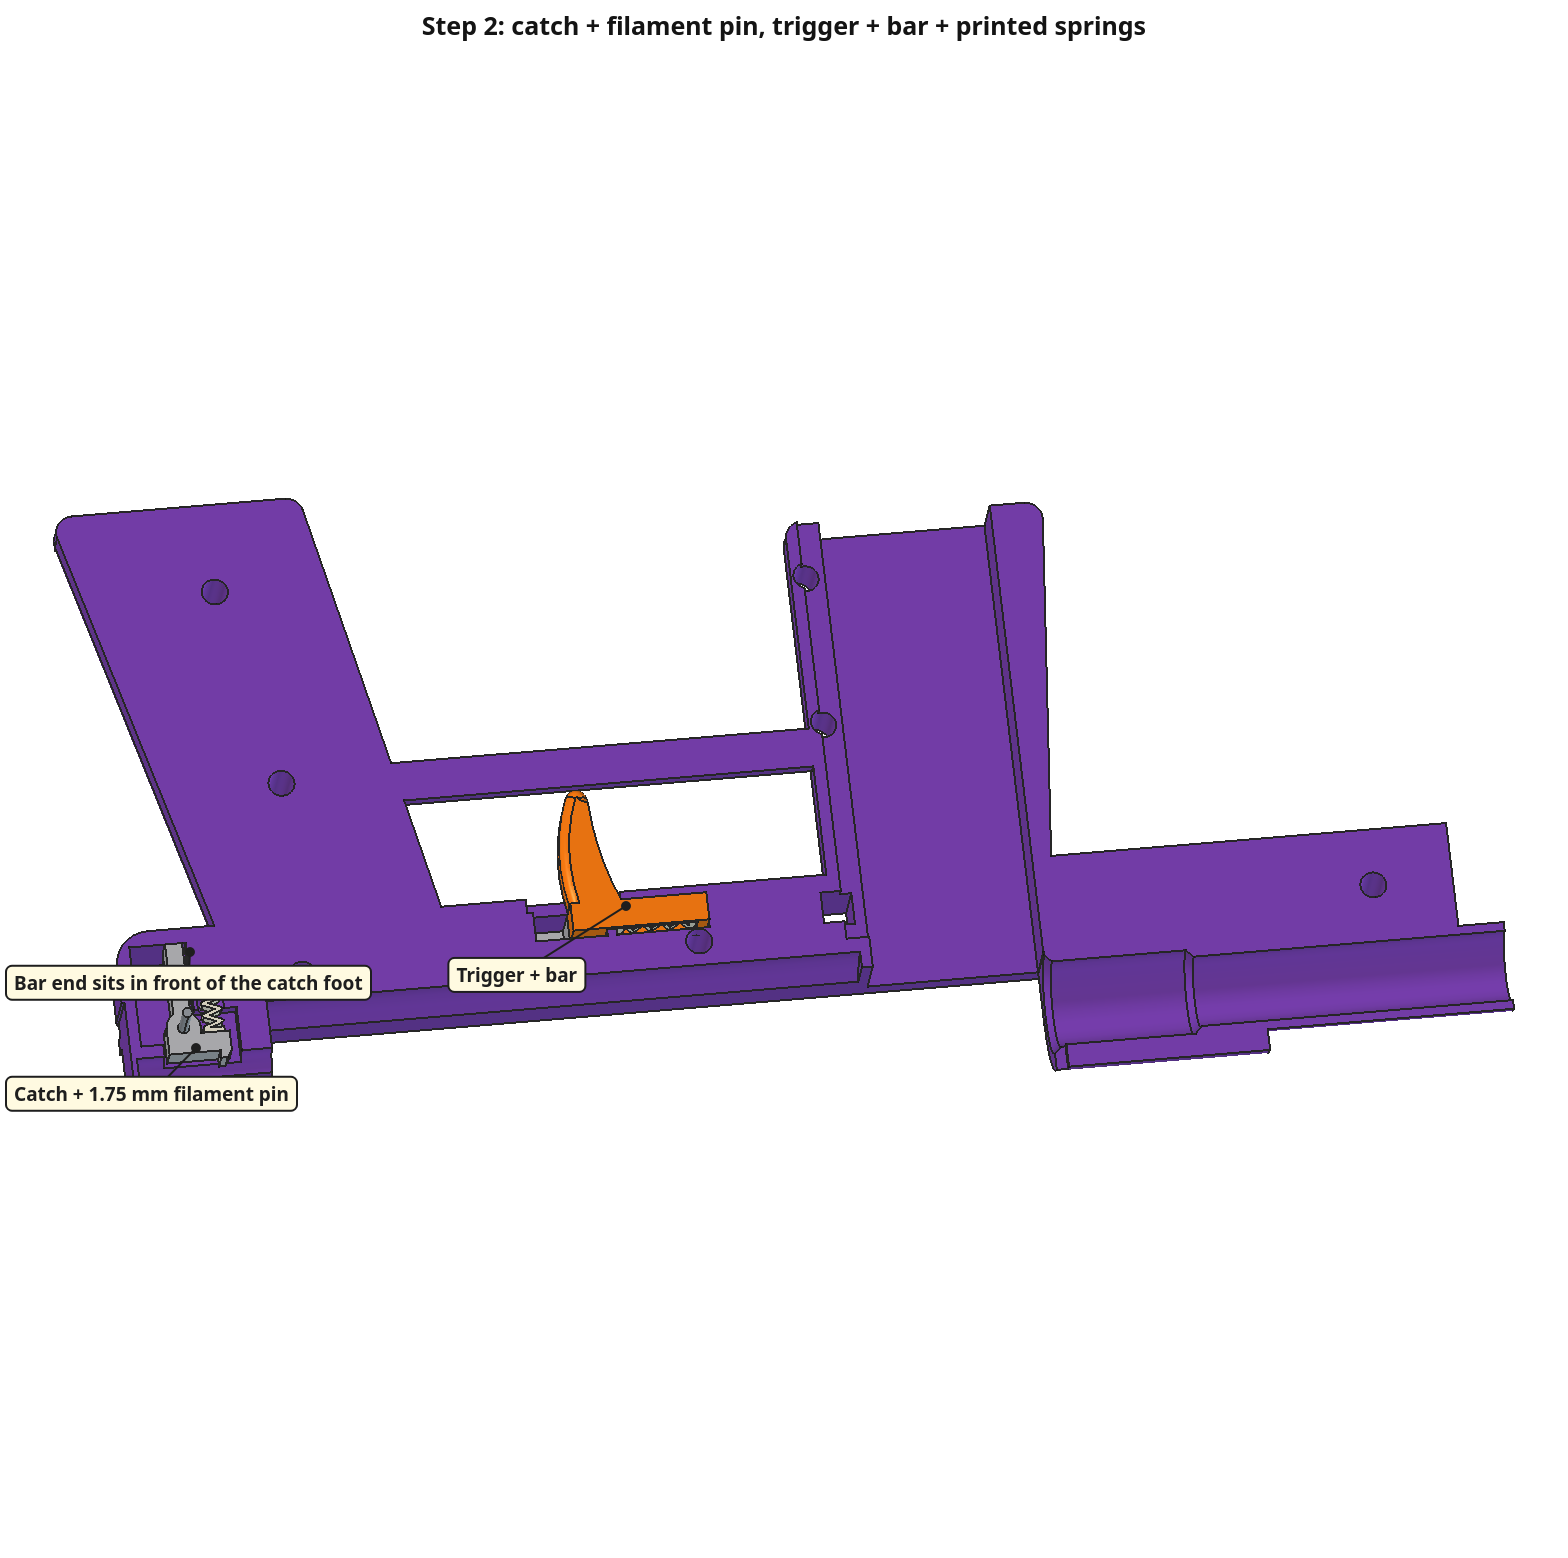 Step 2: catch + filament pin, trigger + bar + printed springs
Bar end sits in front of the catch foot
Trigger + bar
Catch + 1.75 mm filament pin